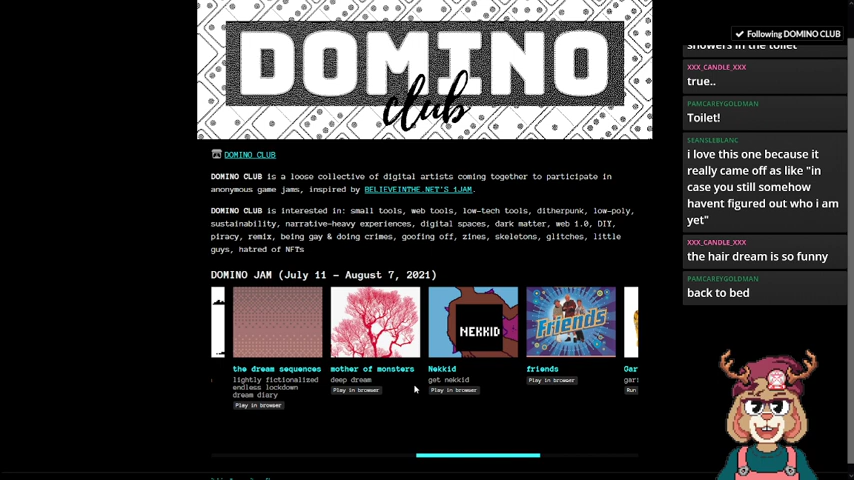 DOMINO
club
DOMINO CLUB
DOMINO CLUB is a loose collective of digital artists coming together to participate in
anonymous game jams, inspired by BELIEVEINTHE.NET'S 1JAM.
DOMINO CLUB is interested in: small tools, web tools, low-tech tools, ditherpunk, low-poly,
sustainability, narrative-heavy experiences, digital spaces, dark matter, web 1.0, DIY,
piracy, remix, being gay & doing crimes, goofing off, zines, skeletons, glitches, little
guys, hatred of NFTs
DOMINO JAM (July 11 – August 7, 2021)
NEKKID
Friends
the dream sequences
lightly fictionalized
endless lockdown
dream diary
Play in browser
mother of monsters
deep dream
Play in browser
Nekkid
get nekkid
Play in browser
friends
Play in browser
Gar
gar
Run
✓ Following DOMINO CLUB
showers in the toilet
XXX_CANDLE_XXX
true..
PAMCAREYGOLDMAN
Toilet!
SEANSLEBLANC
i love this one because it
really came off as like "in
case you still somehow
havent figured out who i am
yet"
XXX_CANDLE_XXX
the hair dream is so funny
PAMCAREYGOLDMAN
back to bed